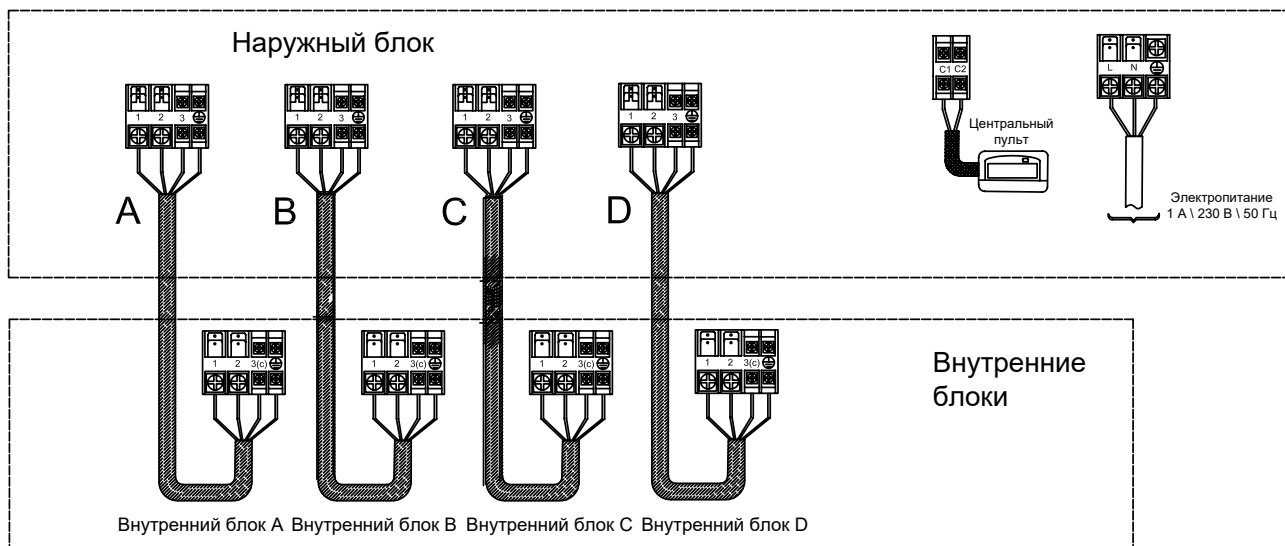 Наружный блок
1 2 3
1 2 3
1 2 3
1 2 3
C1 C2
L N
Центральный
пульт
A
B
C
D
Электропитание
1 A \ 230 В \ 50 Гц
1 2 3(c)
1 2 3(c)
1 2 3(c)
1 2 3(c)
Внутренние
блоки
Внутренний блок A
Внутренний блок B
Внутренний блок C
Внутренний блок D